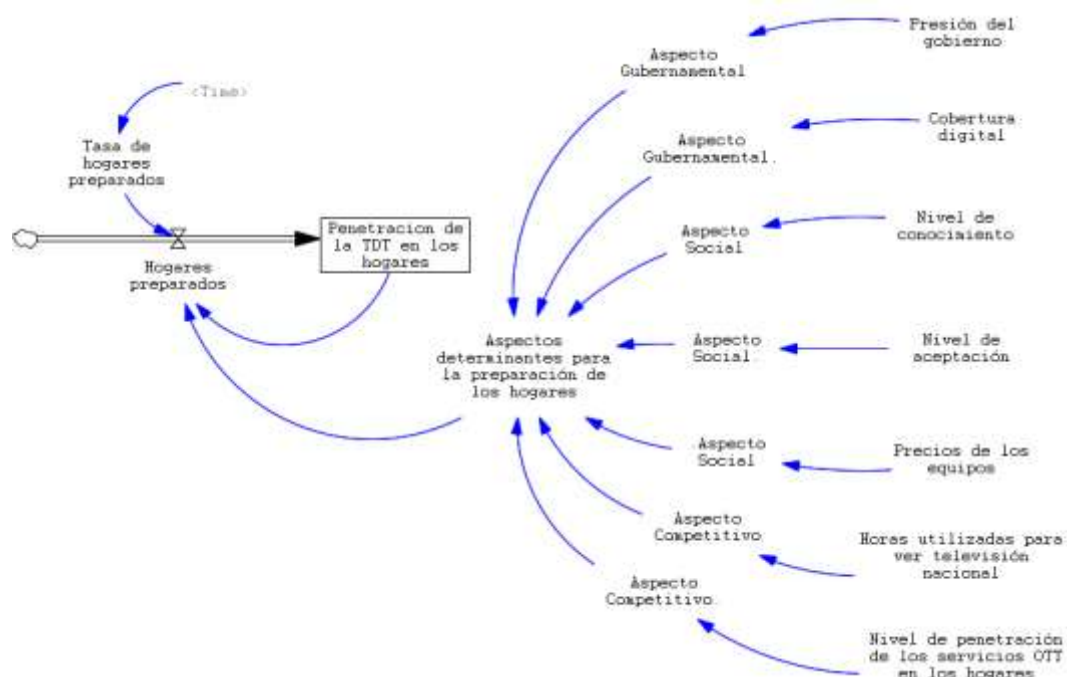 <Time>
Tasa de
hogares
preparados
Hogares
preparados
Penetracion de
la TDT en los
hogares
Aspectos
determinantes para
la preparación de
los hogares
Aspecto
Gubernamental
Presión del
gobierno
Aspecto
Gubernamental.
Cobertura
digital
Aspecto
Social
Nivel de
conocimiento
Aspecto
Social.
Nivel de
aceptación
.Aspecto
Social
Precios de los
equipos
Aspecto
Competitivo
Horas utilizadas para
ver televisión
nacional
Aspecto
Competitivo.
Nivel de penetración
de los servicios OTT
en los hogares